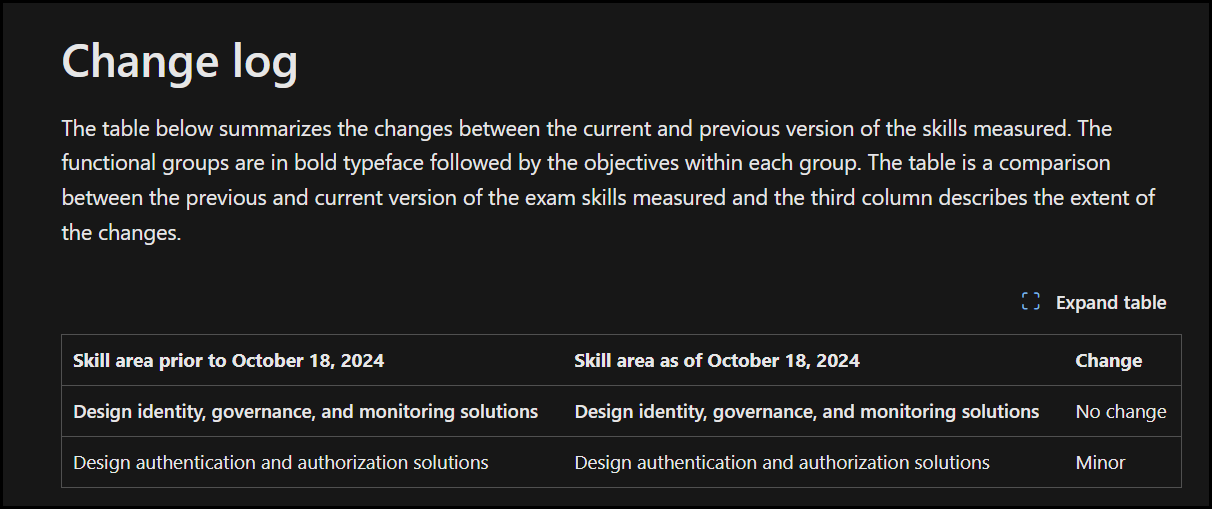 Change log
The table below summarizes the changes between the current and previous version of the skills measured. The
functional groups are in bold typeface followed by the objectives within each group. The table is a comparison
between the previous and current version of the exam skills measured and the third column describes the extent of
the changes.
Expand table
Skill area prior to October 18, 2024 Skill area as of October 18, 2024 Change
Design identity, governance, and monitoring solutions Design identity, governance, and monitoring solutions No change
Design authentication and authorization solutions Design authentication and authorization solutions Minor